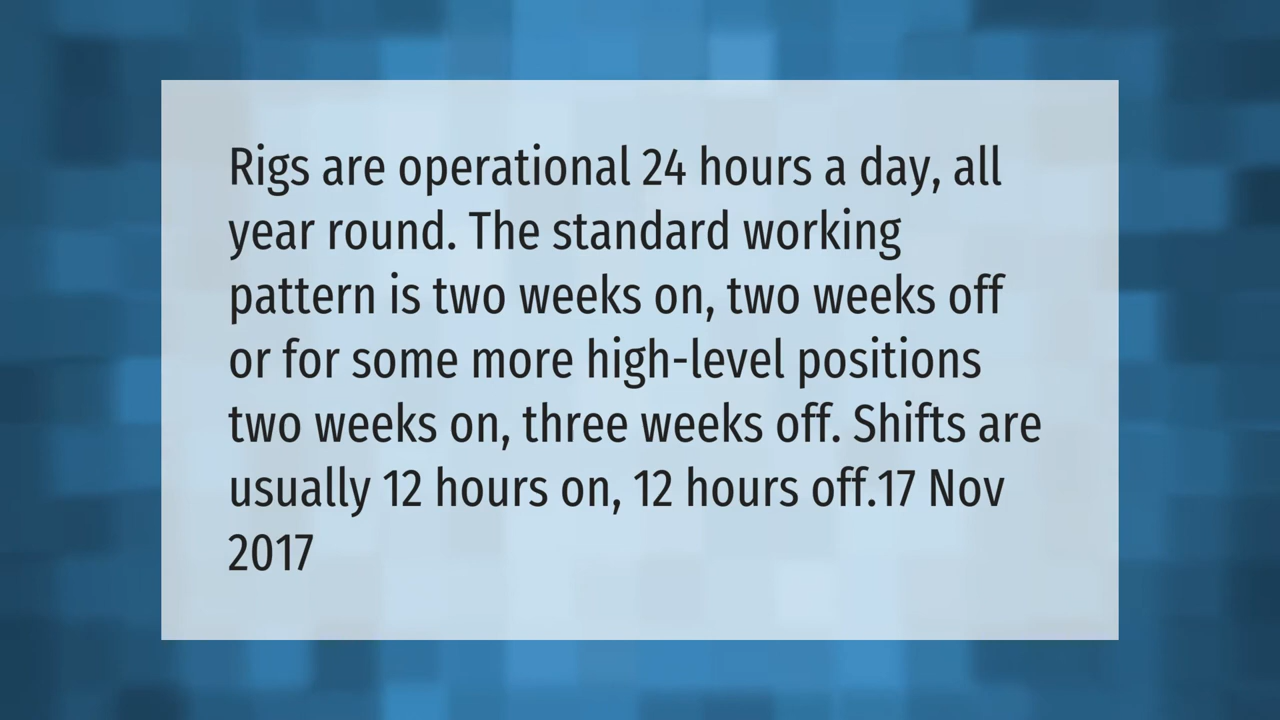 Rigs are operational 24 hours a day, all
year round. The standard working
pattern is two weeks on, two weeks off
or for some more high-level positions
two weeks on, three weeks off. Shifts are
usually 12 hours on, 12 hours off.17 Nov
2017